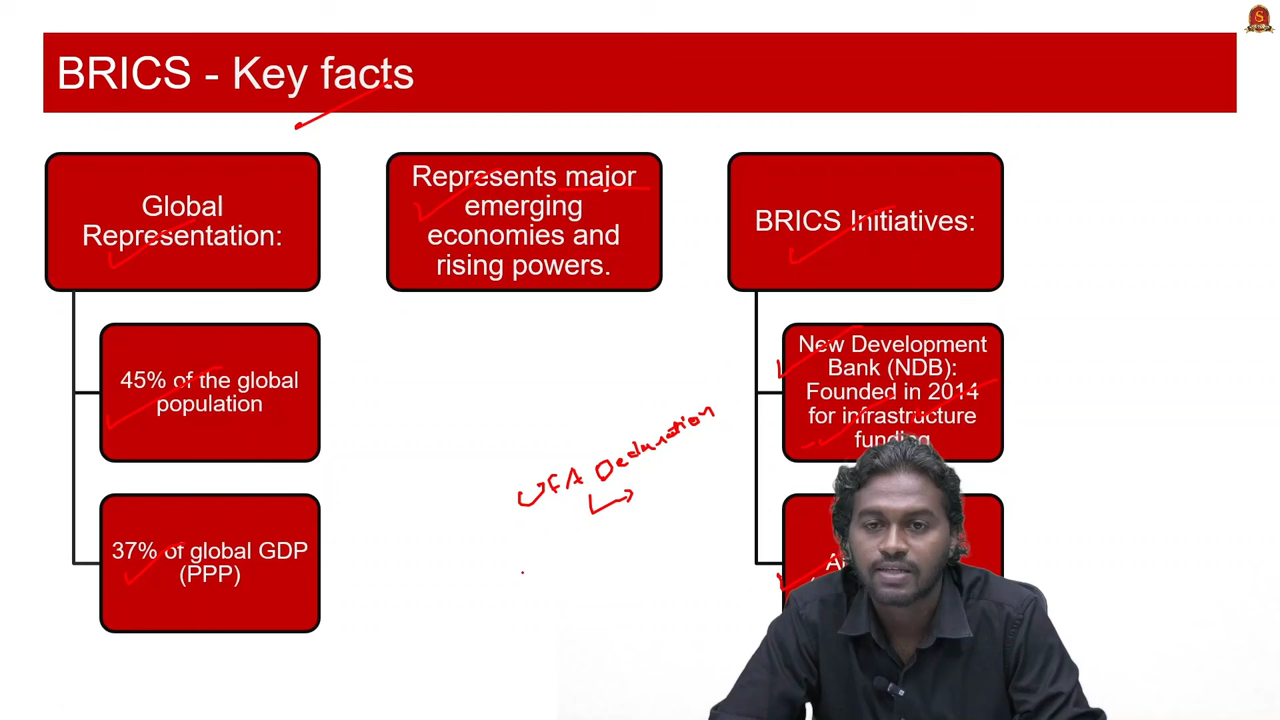 BRICS - Key facts
Global
Representation:
45% of the global
population
37% of global GDP
(PPP)
Represents major
emerging
economies and
rising powers.
BRICS Initiatives:
New Development
Bank (NDB):
Founded in 2014
for infrastructure
funding
UFA Declaration